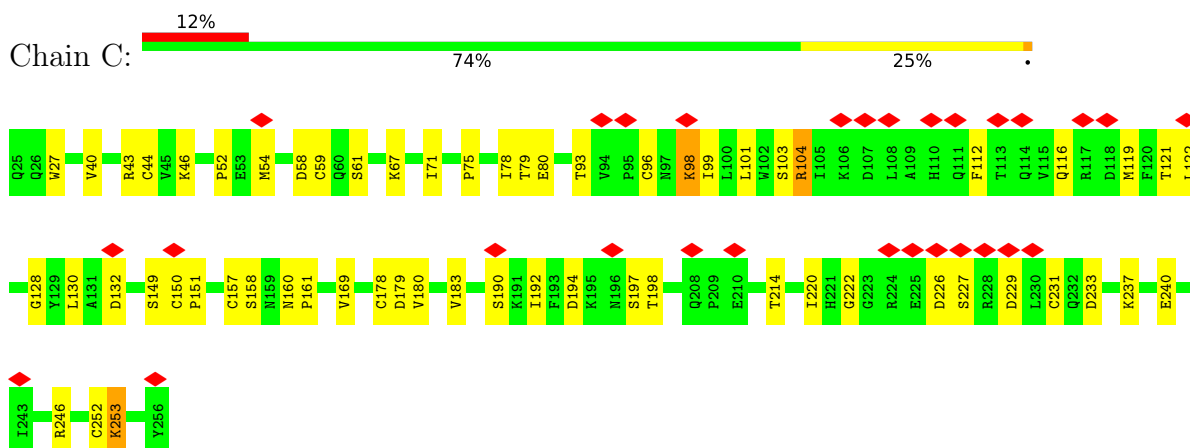 12%
Chain C:
74% 25% •
Q25 Q26 W27 V40 R43 C44 V45 K46 P52 E53 M54 D58 C59 Q60 S61 K67 I71 P75 I78 T79 E80 T93 V94 P95 C96 N97 K98 I99 L100 L101 W102 S103 R104 I105 K106 D107 L108 A109 H110 Q111 F112 T113 Q114 V115 Q116 R117 D118 M119 F120 T121 L122
G128 Y129 L130 A131 D132 S149 C150 P151 C157 S158 N159 N160 P161 V169 C178 D179 V180 V183 S190 K191 I192 F193 D194 K195 N196 S197 T198 Q208 P209 E210 T214 I220 H221 G222 G223 R224 E225 D226 S227 R228 D229 L230 C231 Q232 D233 K237 E240
I243 R246 C252 K253 Y256